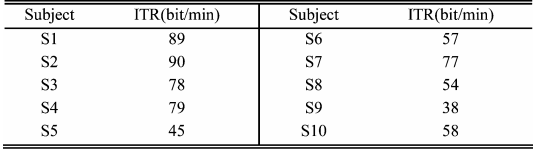 Subject ITR(bit/min) Subject ITR(bit/min)
S1 89 S6 57
S2 90 S7 77
S3 78 S8 54
S4 79 S9 38
S5 45 S10 58